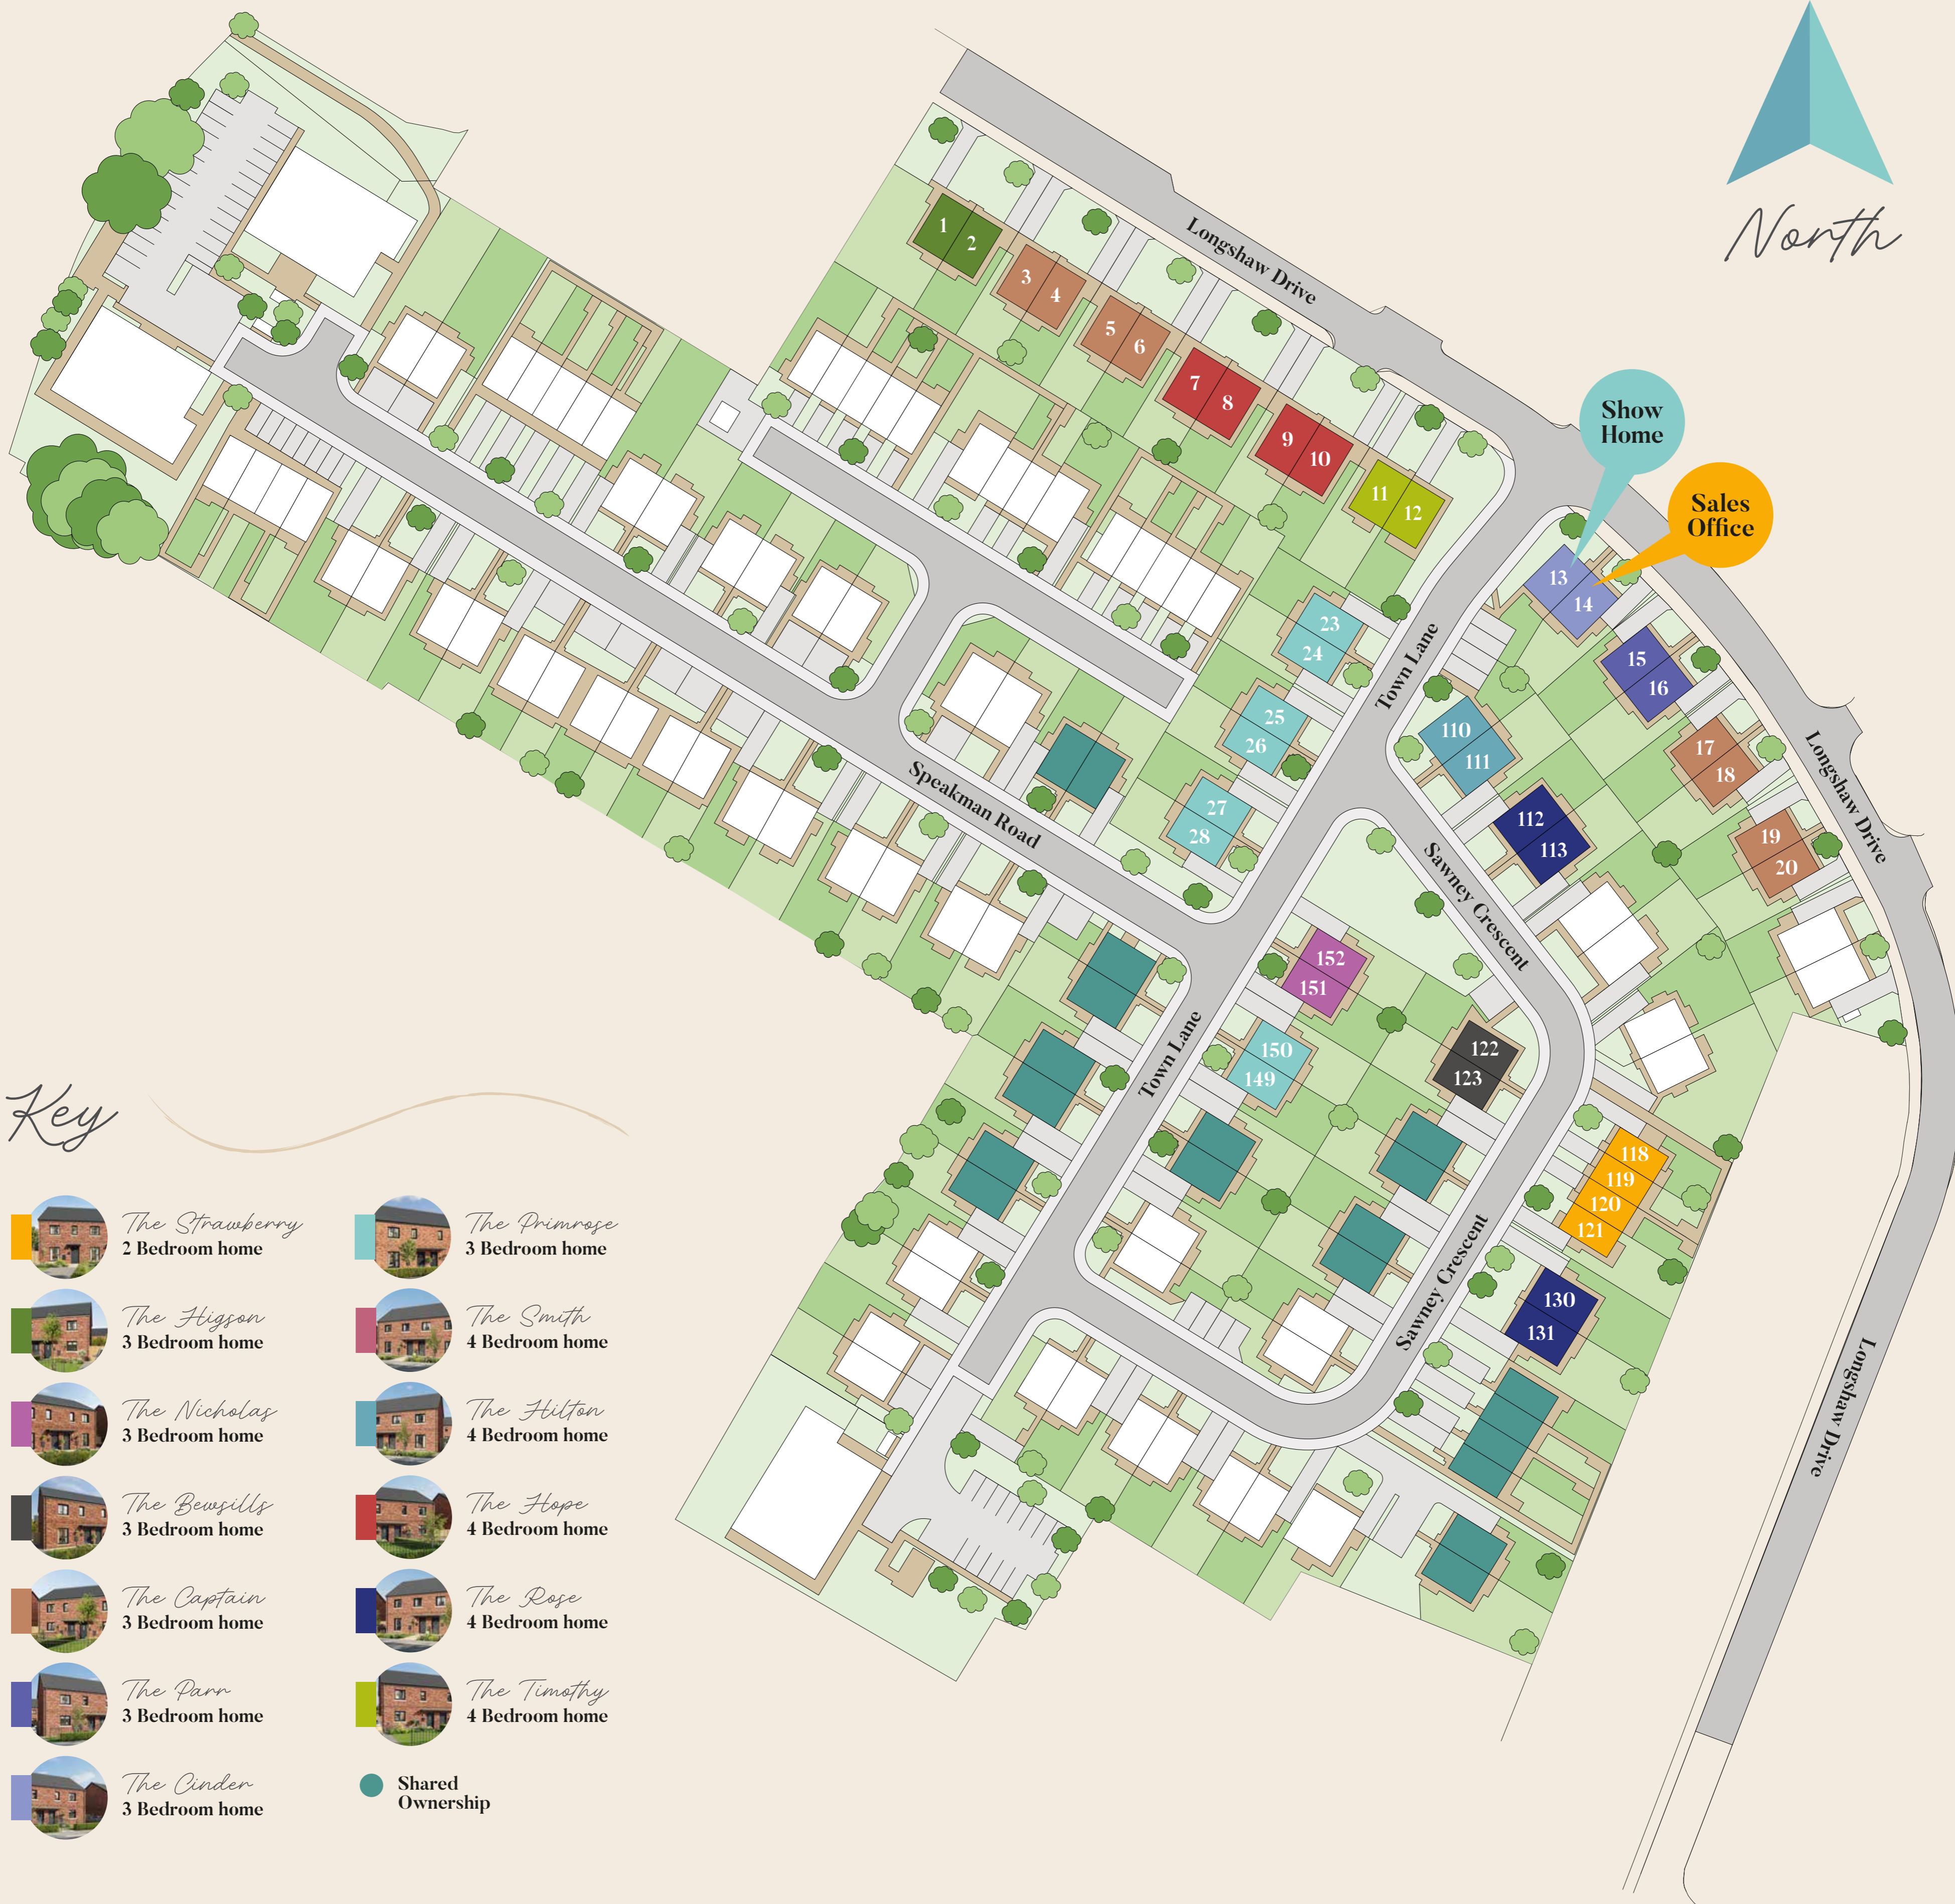 North
Longshaw Drive
Show
Home
Sales
Office
1
2
3
4
5
6
7
8
9
10
11
12
13
14
15
16
17
18
19
20
23
24
25
26
27
28
Town Lane
110
111
112
113
Longshaw Drive
Speakman Road
Sawney Crescent
152
151
150
149
Town Lane
122
123
118
119
120
121
130
131
Sawney Crescent
Longshaw Drive
Key
The Strawberry
2 Bedroom home
The Higson
3 Bedroom home
The Nicholas
3 Bedroom home
The Bewsills
3 Bedroom home
The Captain
3 Bedroom home
The Parr
3 Bedroom home
The Cinder
3 Bedroom home
The Primrose
3 Bedroom home
The Smith
4 Bedroom home
The Hilton
4 Bedroom home
The Hope
4 Bedroom home
The Rose
4 Bedroom home
The Timothy
4 Bedroom home
Shared
Ownership